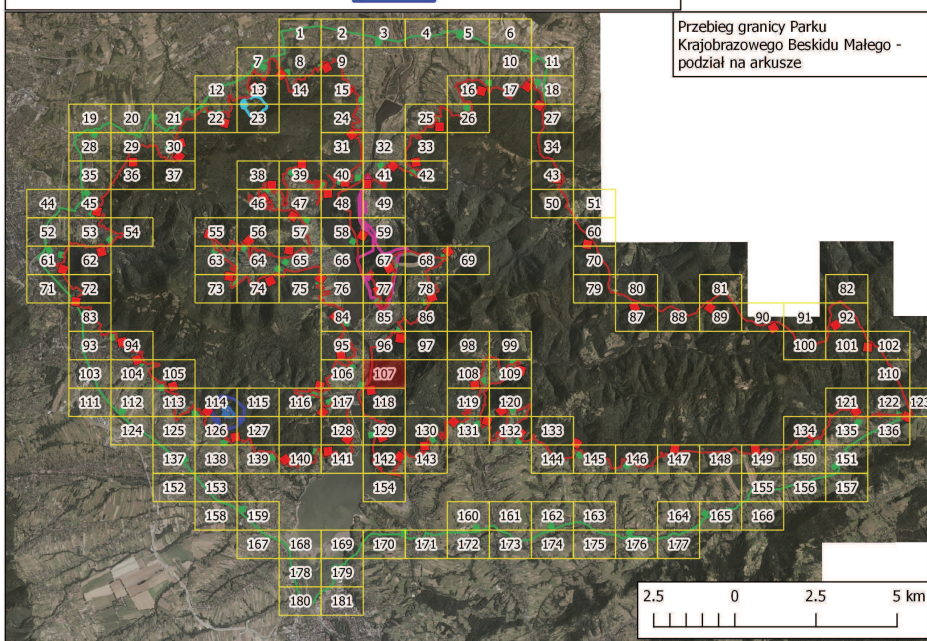 Przebieg granicy Parku
Krajobrazowego Beskidu Małego -
podział na arkusze
1 2 3 4 5 6
7 8 9 10 11
12 13 14 15 16 17 18
19 20 21 22 23 24 25 26 27
28 29 30 31 32 33 34
35 36 37 38 39 40 41 42 43
44 45 46 47 48 49 50 51
52 53 54 55 56 57 58 59 60
61 62 63 64 65 66 67 68 69 70
71 72 73 74 75 76 77 78 79 80 81 82
83 84 85 86 87 88 89 90 91 92
93 94 95 96 97 98 99 100 101 102
103 104 105 106 107 108 109 110
111 112 113 114 115 116 117 118 119 120 121 122 123
124 125 126 127 128 129 130 131 132 133 134 135 136
137 138 139 140 141 142 143 144 145 146 147 148 149 150 151
152 153 154 155 156 157
158 159 160 161 162 163 164 165 166
167 168 169 170 171 172 173 174 175 176 177
178 179
180 181
2.5 0 2.5 5 km